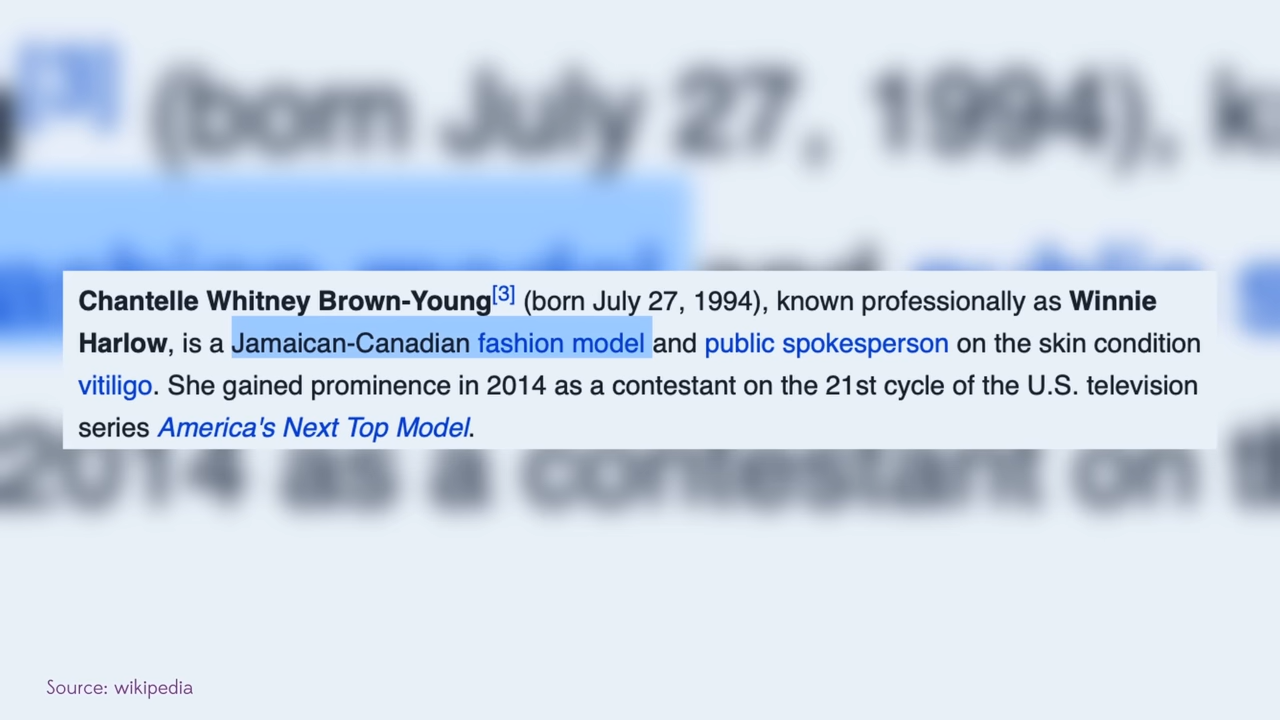 Chantelle Whitney Brown-Young[3] (born July 27, 1994), known professionally as Winnie
Harlow, is a Jamaican-Canadian fashion model and public spokesperson on the skin condition
vitiligo. She gained prominence in 2014 as a contestant on the 21st cycle of the U.S. television
series America's Next Top Model.
Source: wikipedia